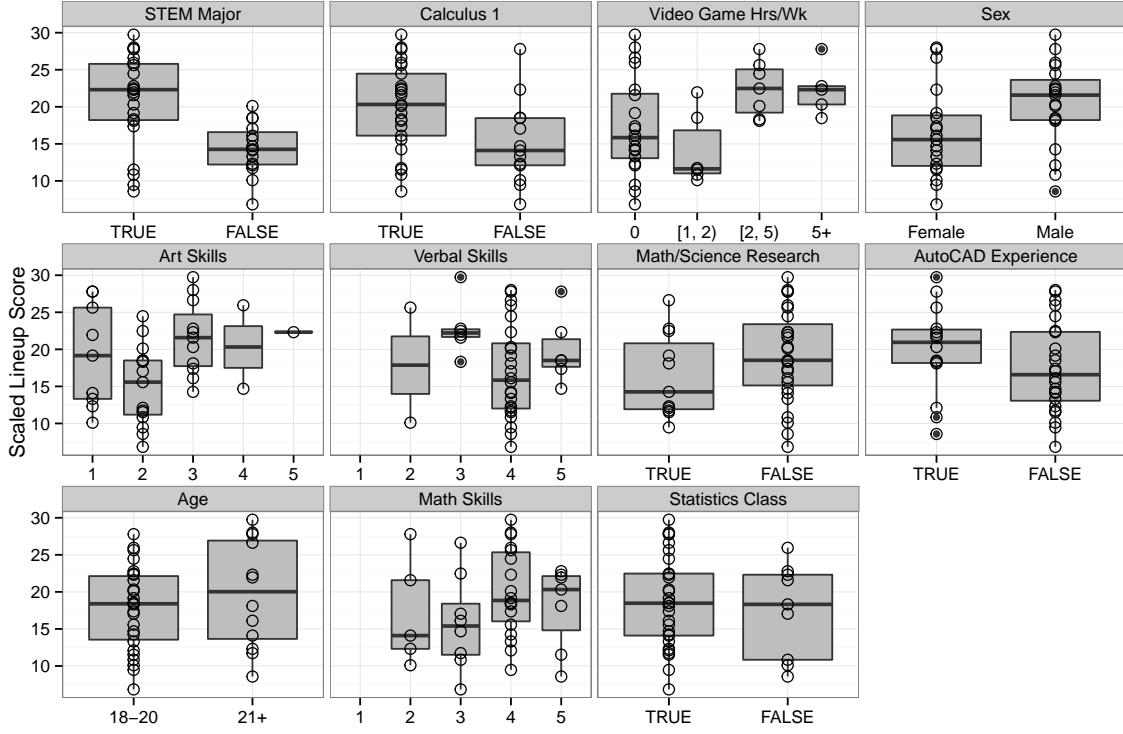 STEM Major Calculus 1 Video Game Hrs/Wk Sex
30
25
20
15
10
TRUE FALSE TRUE FALSE 0 [1, 2) [2, 5) 5+ Female Male
Art Skills Verbal Skills Math/Science Research AutoCAD Experience
Scaled Lineup Score
30
25
20
15
10
1 2 3 4 5 1 2 3 4 5 TRUE FALSE TRUE FALSE
Age Math Skills Statistics Class
30
25
20
15
10
18−20 21+ 1 2 3 4 5 TRUE FALSE